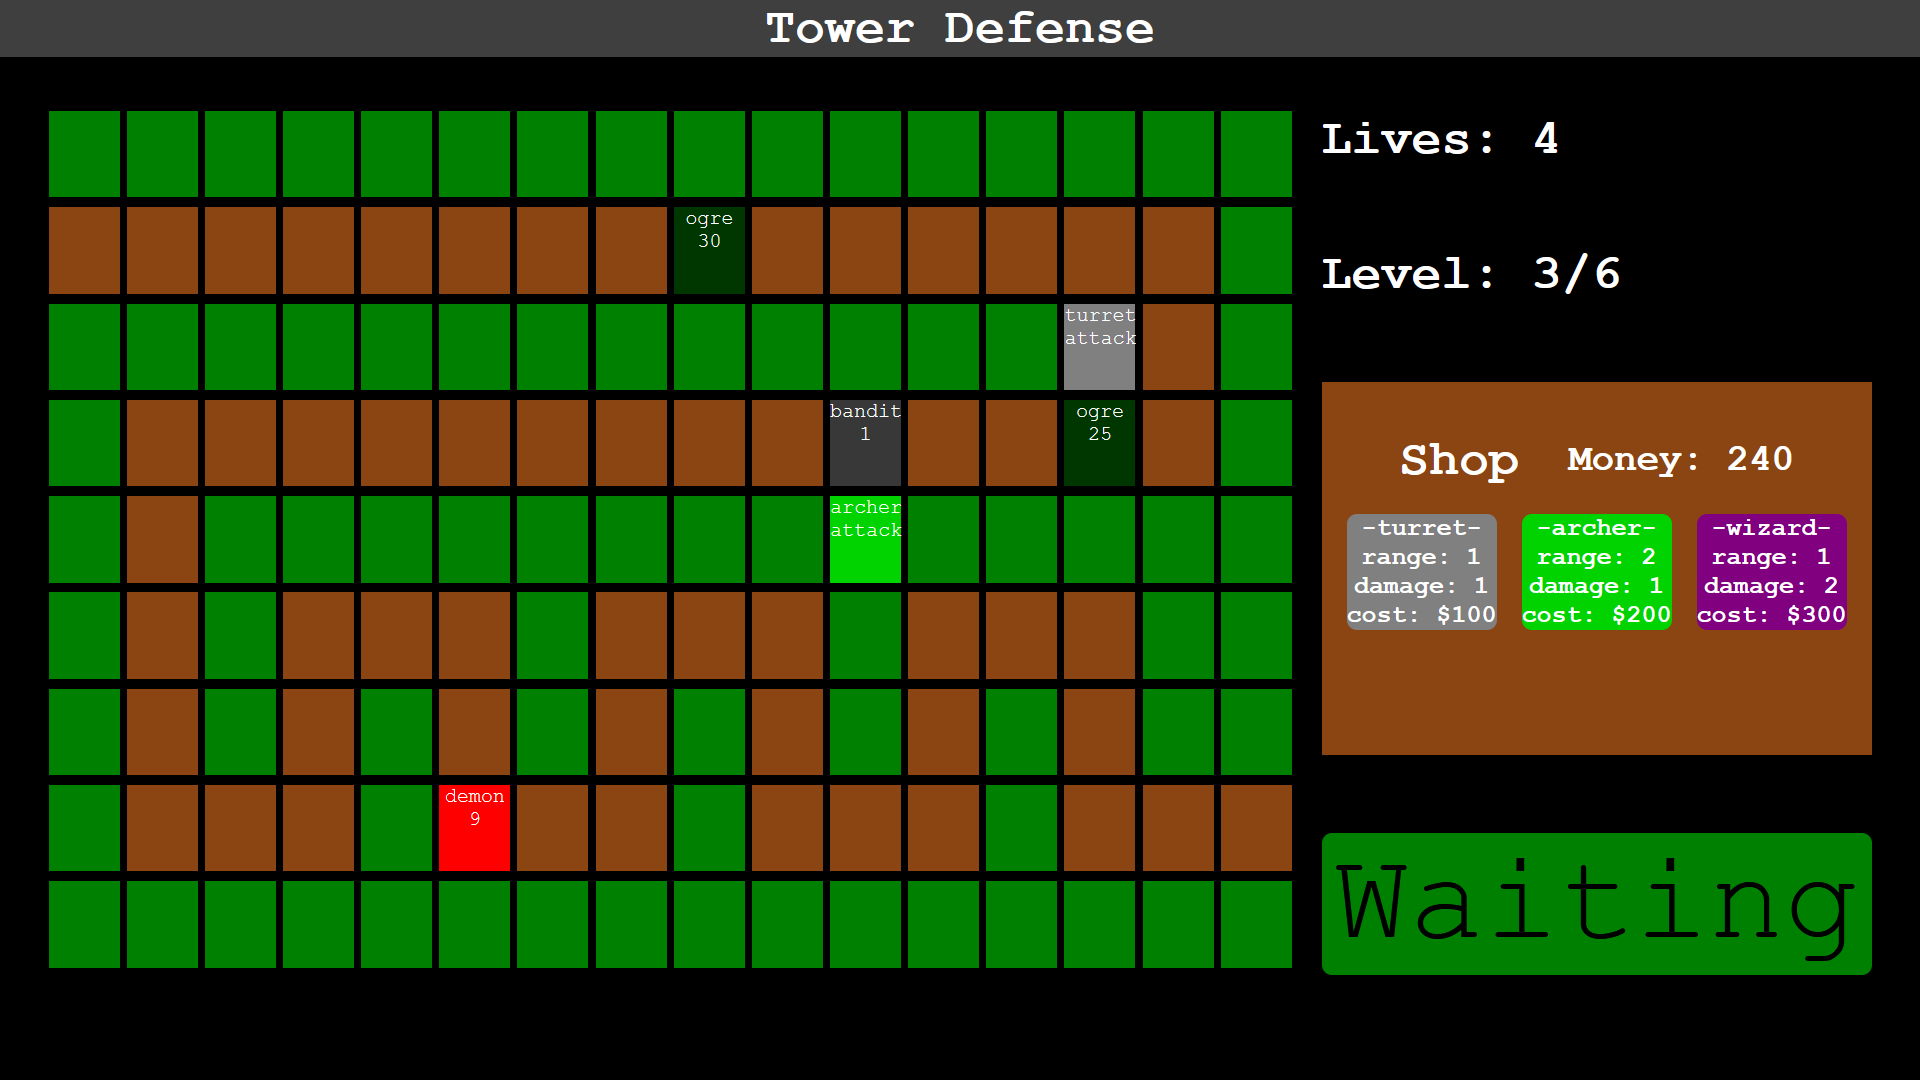 Tower Defense
Lives: 4
Level: 3/6
ogre
30
turret
attack
bandit
1
ogre
25
archer
attack
demon
9
Shop Money: 240
-turret-
range: 1
damage: 1
cost: $100
-archer-
range: 2
damage: 1
cost: $200
-wizard-
range: 1
damage: 2
cost: $300
Waiting